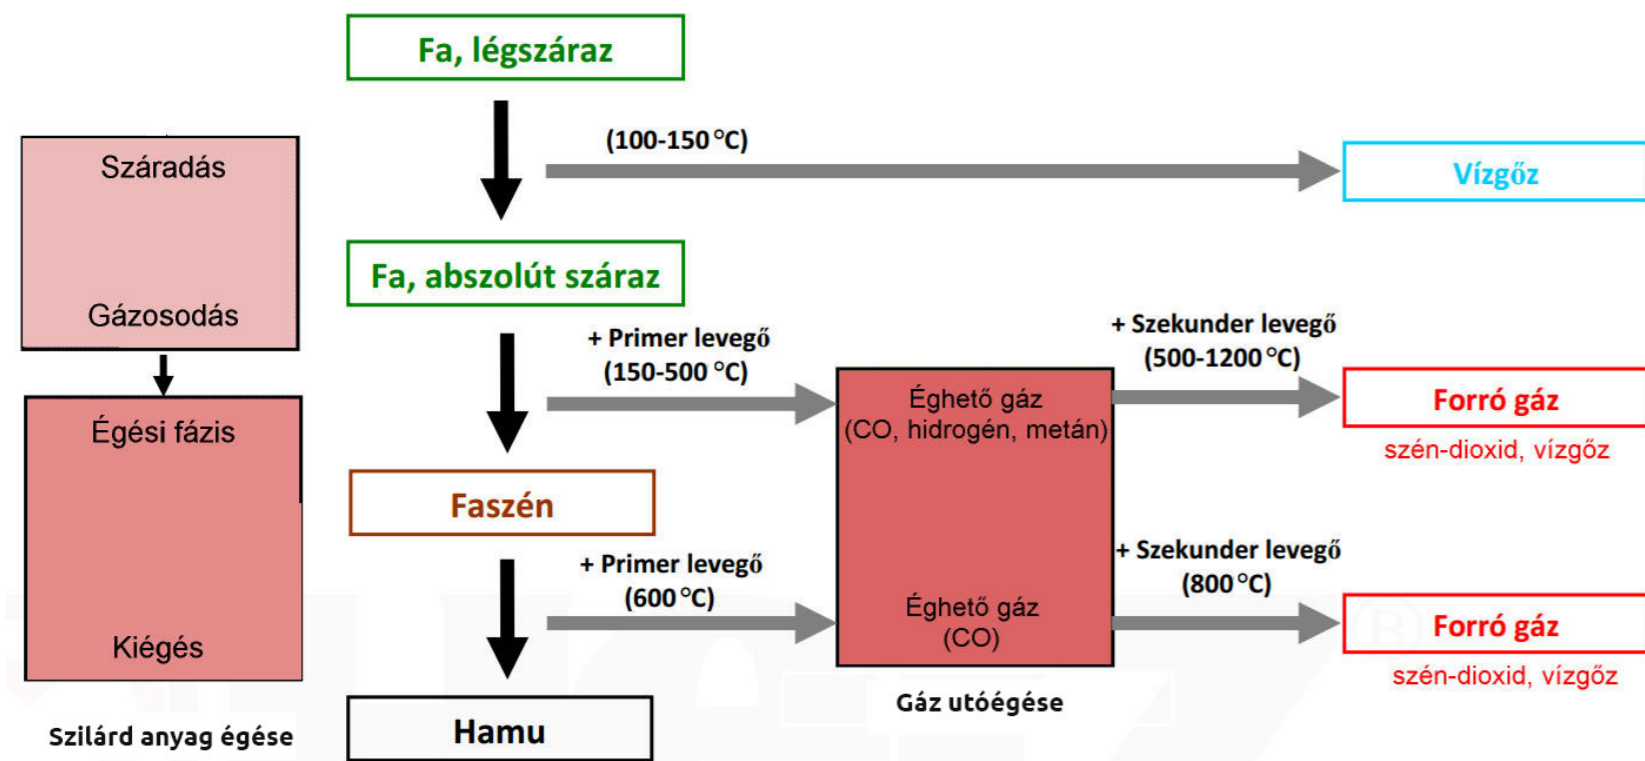 Fa, légszáraz
(100-150 °C)
Száradás
Vízgőz
Fa, abszolút száraz
Gázosodás
+ Primer levegő
(150-500 °C)
+ Szekunder levegő
(500-1200 °C)
Égési fázis
Éghető gáz
(CO, hidrogén, metán)
Forró gáz
szén-dioxid, vízgőz
Faszén
+ Primer levegő
(600 °C)
+ Szekunder levegő
(800 °C)
Kiégés
Éghető gáz
(CO)
Forró gáz
szén-dioxid, vízgőz
Gáz utóégése
Szilárd anyag égése
Hamu
®